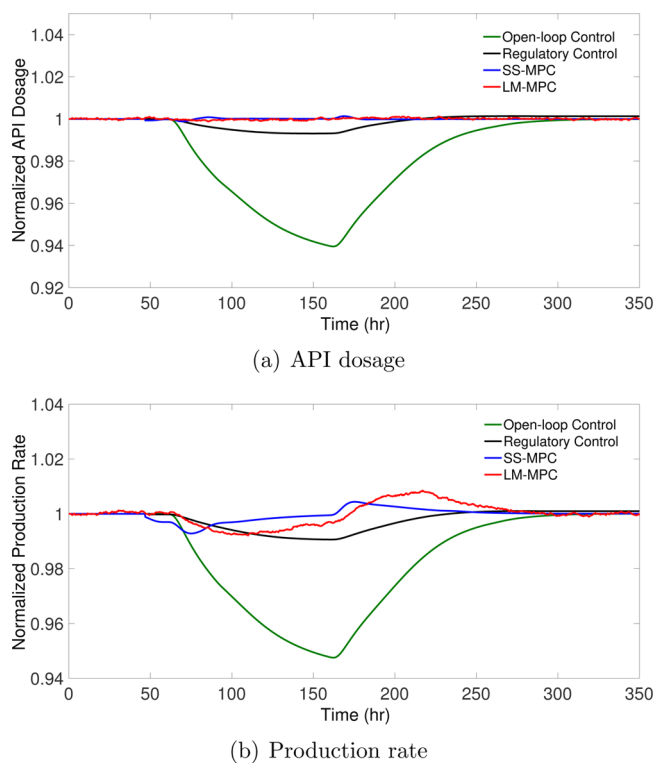 1.04
1.02
1
0.98
0.96
0.94
0.92
Normalized API Dosage
Open-loop Control
Regulatory Control
SS-MPC
LM-MPC
0 50 100 150 200 250 300 350
Time (hr)
(a) API dosage
1.04
1.02
1
0.98
0.96
0.94
Normalized Production Rate
Open-loop Control
Regulatory Control
SS-MPC
LM-MPC
0 50 100 150 200 250 300 350
Time (hr)
(b) Production rate